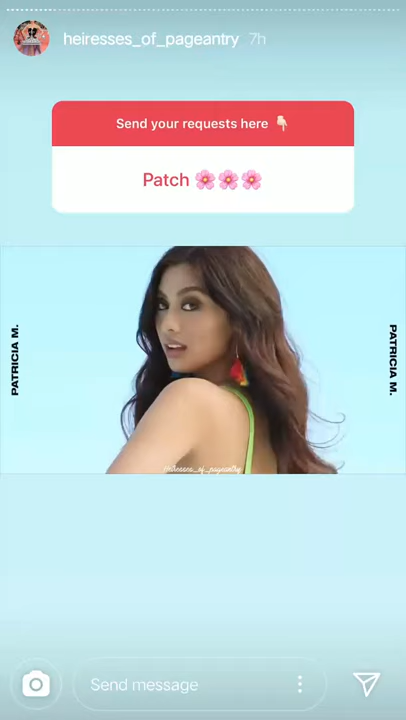 heiresses_of_pageantry 7h
Send your requests here 👇🏻
Patch 🌸🌸🌸
PATRICIA M.
PATRICIA M.
heiresses_of_pageantry
Send message